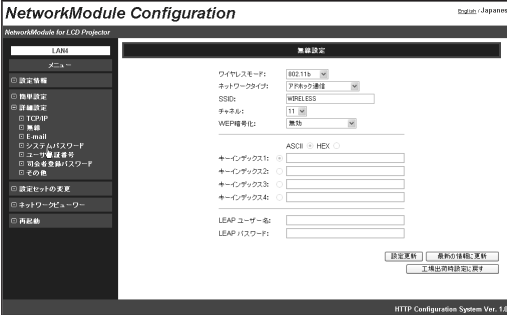 NetworkModule Configuration
English / Japanese
NetworkModule for LCD Projector
LAN4
メニュー
設定情報
簡単設定
詳細設定
TCP/IP
無線
E-mail
システムパスワード
ユーザ認証番号
司会者登録パスワード
その他
設定セットの変更
ネットワークビューワー
再起動
無線設定
ワイヤレスモード: 802.11b
ネットワークタイプ: アドホック通信
SSID: WIRELESS
チャネル: 11
WEP暗号化: 無効
ASCII HEX
キーインデックス1:
キーインデックス2:
キーインデックス3:
キーインデックス4:
LEAP ユーザー名:
LEAP パスワード:
設定更新 最新の情報に更新
工場出荷時設定に戻す
HTTP Configuration System Ver. 1.0